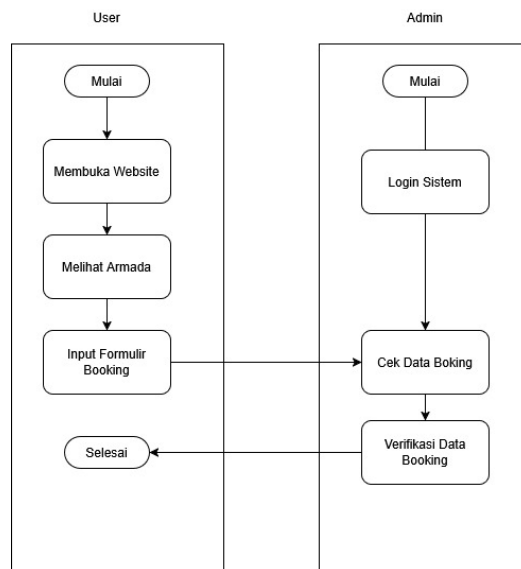 User
Admin
Mulai
Mulai
Membuka Website
Login Sistem
Melihat Armada
Input Formulir
Booking
Cek Data Boking
Selesai
Verifikasi Data
Booking